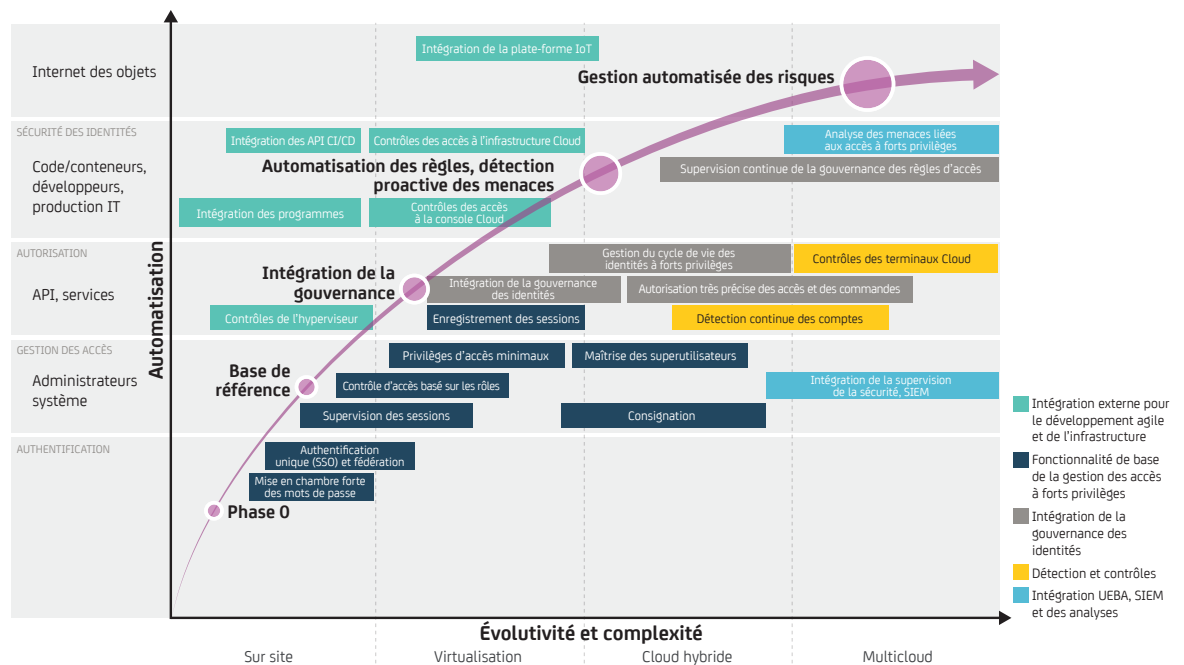 Intégration de la plate-forme IoT
Internet des objets
Gestion automatisée des risques
SÉCURITÉ DES IDENTITÉS
Code/conteneurs,
développeurs,
production IT
Intégration des API CI/CD
Contrôles des accès à l'infrastructure Cloud
Analyse des menaces liées
aux accès à forts privilèges
Automatisation des règles, détection
proactive des menaces
Supervision continue de la gouvernance des règles d'accès
Intégration des programmes
Contrôles des accès
à la console Cloud
AUTORISATION
API, services
Gestion du cycle de vie des
identités à forts privilèges
Contrôles des terminaux Cloud
Intégration de la
gouvernance
Intégration de la gouvernance
des identités
Autorisation très précise des accès et des commandes
Contrôles de l'hyperviseur
Enregistrement des sessions
Détection continue des comptes
Automatisation
GESTION DES ACCÈS
Administrateurs
système
Privilèges d'accès minimaux
Maîtrise des superutilisateurs
Base de
référence
Contrôle d'accès basé sur les rôles
Intégration de la supervision
de la sécurité, SIEM
Supervision des sessions
Consignation
AUTHENTIFICATION
Authentification
unique (SSO) et fédération
Mise en chambre forte
des mots de passe
Phase 0
Évolutivité et complexité
Sur site
Virtualisation
Cloud hybride
Multicloud
Intégration externe pour
le développement agile
et de l'infrastructure
Fonctionnalité de base
de la gestion des accès
à forts privilèges
Intégration de la
gouvernance des
identités
Détection et contrôles
Intégration UEBA, SIEM
et des analyses